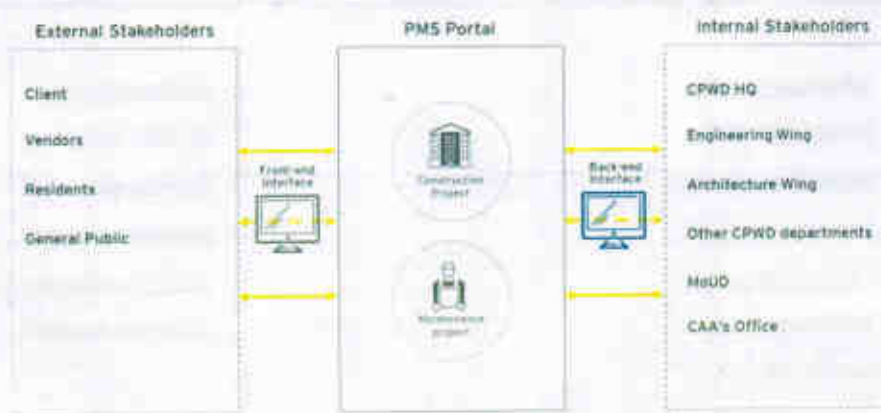 External Stakeholders
Client
Vendors
Residents
General Public
Front-end
Interface
PMS Portal
Construction
Project
Maintenance
project
Back-end
Interface
Internal Stakeholders
CPWD HQ
Engineering Wing
Architecture Wing
Other CPWD departments
MoUD
CAA's Office